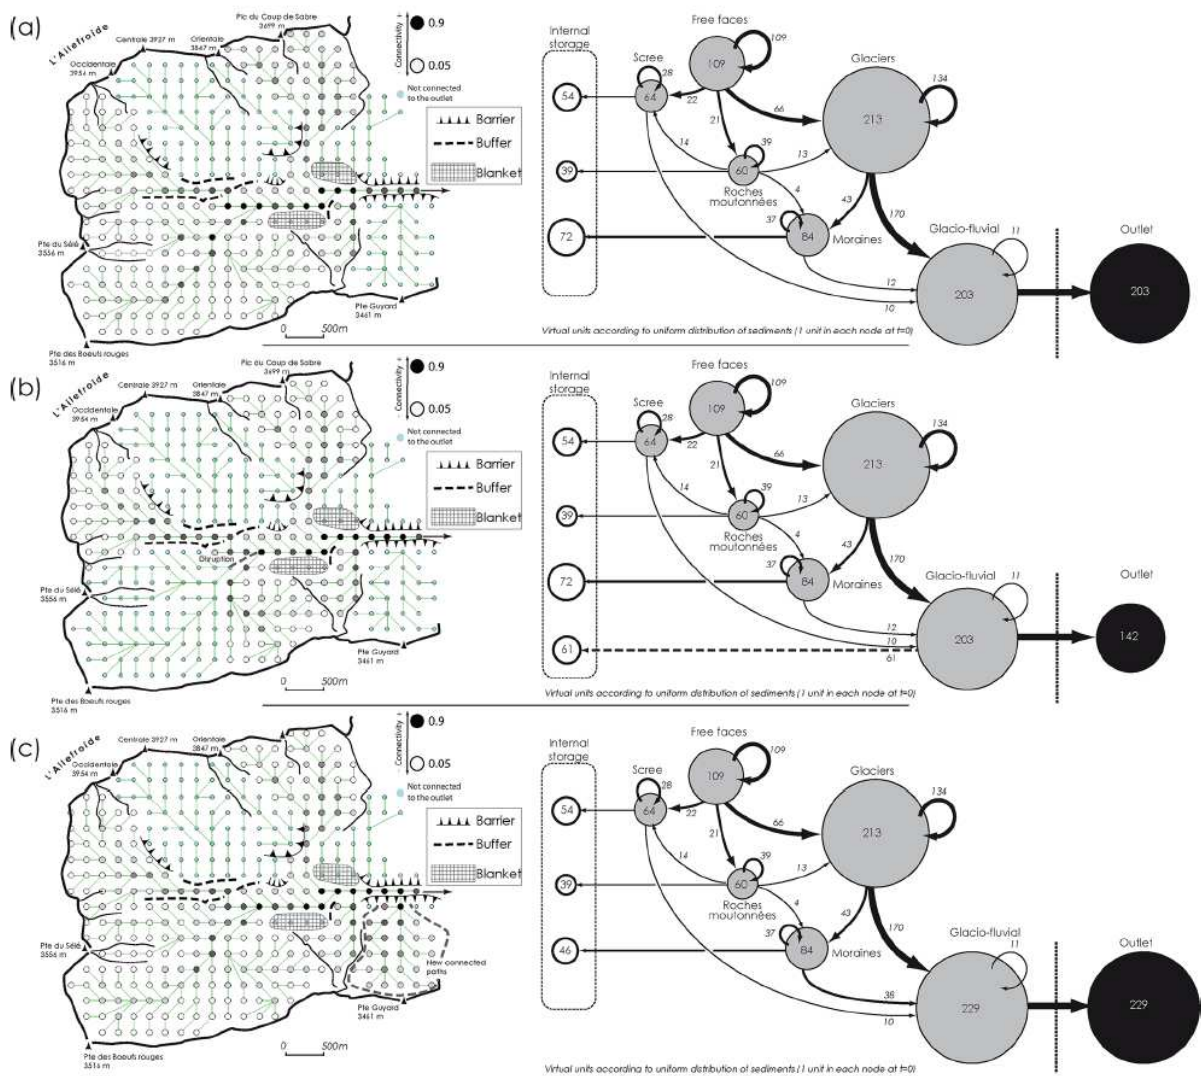 (a)
L'Ailefroide
Occidentale
3954 m
Centrale 3927 m
Orientale
3847 m
Pic du Coup de Sabre
3699 m
Connectivity
+
-
0.9
0.05
Not connected
to the outlet
Barrier
Buffer
Blanket
Pte du Sélé
3556 m
Pte des Boeufs rouges
3516 m
Pte Guyard
3461 m
0 500m
Internal
storage
54
39
72
Free faces
109
109
Scree
28
64
22
66
21
Glaciers
213
134
14
39
60
13
Roches
moutonnées
4
37
84
Moraines
43
170
Glacio-fluvial
11
203
12
10
Outlet
203
Virtual units according to uniform distribution of sediments (1 unit in each node at t=0)
(b)
L'Ailefroide
Occidentale
3954 m
Centrale 3927 m
Orientale
3847 m
Pic du Coup de Sabre
3699 m
Connectivity
+
-
0.9
0.05
Not connected
to the outlet
Barrier
Buffer
Blanket
Disruption
Pte du Sélé
3556 m
Pte des Boeufs rouges
3516 m
Pte Guyard
3461 m
0 500m
Internal
storage
54
39
72
61
Free faces
109
109
Scree
28
64
22
66
21
Glaciers
213
134
14
39
60
13
Roches
moutonnées
4
37
84
Moraines
43
170
Glacio-fluvial
11
203
12
10
61
Outlet
142
Virtual units according to uniform distribution of sediments (1 unit in each node at t=0)
(c)
L'Ailefroide
Occidentale
3954 m
Centrale 3927 m
Orientale
3847 m
Connectivity
+
-
0.9
0.05
Not connected
to the outlet
Barrier
Buffer
Blanket
New connected
paths
Pte du Sélé
3556 m
Pte des Boeufs rouges
3516 m
Pte Guyard
3461 m
0 500m
Internal
storage
54
39
46
Free faces
109
109
Scree
28
64
22
66
21
Glaciers
213
134
14
39
60
13
Roches
moutonnées
4
37
84
Moraines
43
170
Glacio-fluvial
11
229
38
10
Outlet
229
Virtual units according to uniform distribution of sediments (1 unit in each node at t=0)